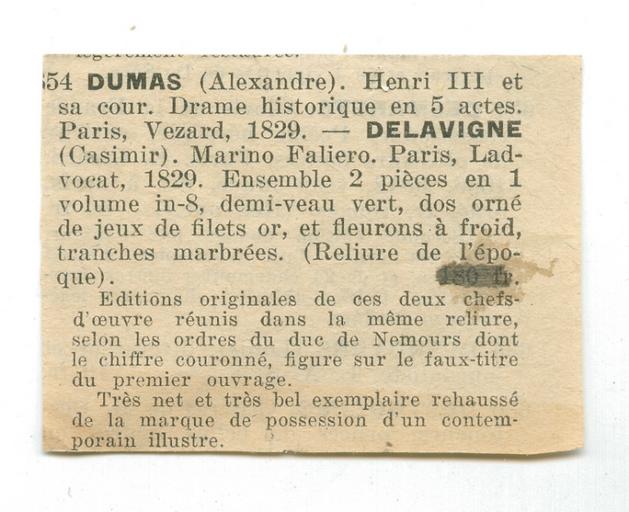 légèrement restaurée.
354 DUMAS (Alexandre). Henri III et
sa cour. Drame historique en 5 actes.
Paris, Vezard, 1829. — DELAVIGNE
(Casimir). Marino Faliero. Paris, Lad-
vocat, 1829. Ensemble 2 pièces en 1
volume in-8, demi-veau vert, dos orné
de jeux de filets or, et fleurons à froid,
tranches marbrées. (Reliure de l'épo-
que). 180 fr.
Editions originales de ces deux chefs-
d'œuvre réunis dans la même reliure,
selon les ordres du duc de Nemours dont
le chiffre couronné, figure sur le faux-titre
du premier ouvrage.
Très net et très bel exemplaire rehaussé
de la marque de possession d'un contem-
porain illustre.